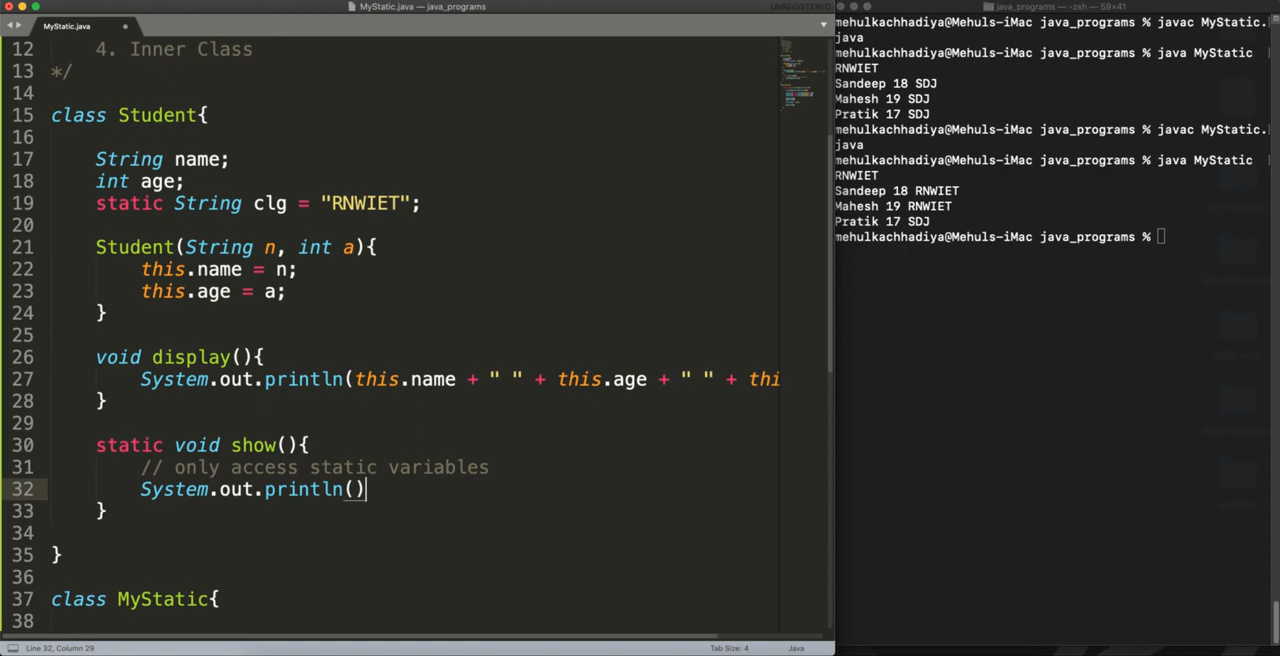 MyStatic.java — java_programs
UNREGISTERED
MyStatic.java
12 4. Inner Class
13 */
14
15 class Student{
16
17 String name;
18 int age;
19 static String clg = "RNWIET";
20
21 Student(String n, int a){
22 this.name = n;
23 this.age = a;
24 }
25
26 void display(){
27 System.out.println(this.name + " " + this.age + " " + thi
28 }
29
30 static void show(){
31 // only access static variables
32 System.out.println()
33 }
34
35 }
36
37 class MyStatic{
38
Line 32, Column 29
Tab Size: 4
Java
java_programs — -zsh — 59×41
mehulkachhadiya@Mehuls-iMac java_programs % javac MyStatic.
java
mehulkachhadiya@Mehuls-iMac java_programs % java MyStatic
RNWIET
Sandeep 18 SDJ
Mahesh 19 SDJ
Pratik 17 SDJ
mehulkachhadiya@Mehuls-iMac java_programs % javac MyStatic.
java
mehulkachhadiya@Mehuls-iMac java_programs % java MyStatic
RNWIET
Sandeep 18 RNWIET
Mahesh 19 RNWIET
Pratik 17 SDJ
mehulkachhadiya@Mehuls-iMac java_programs %